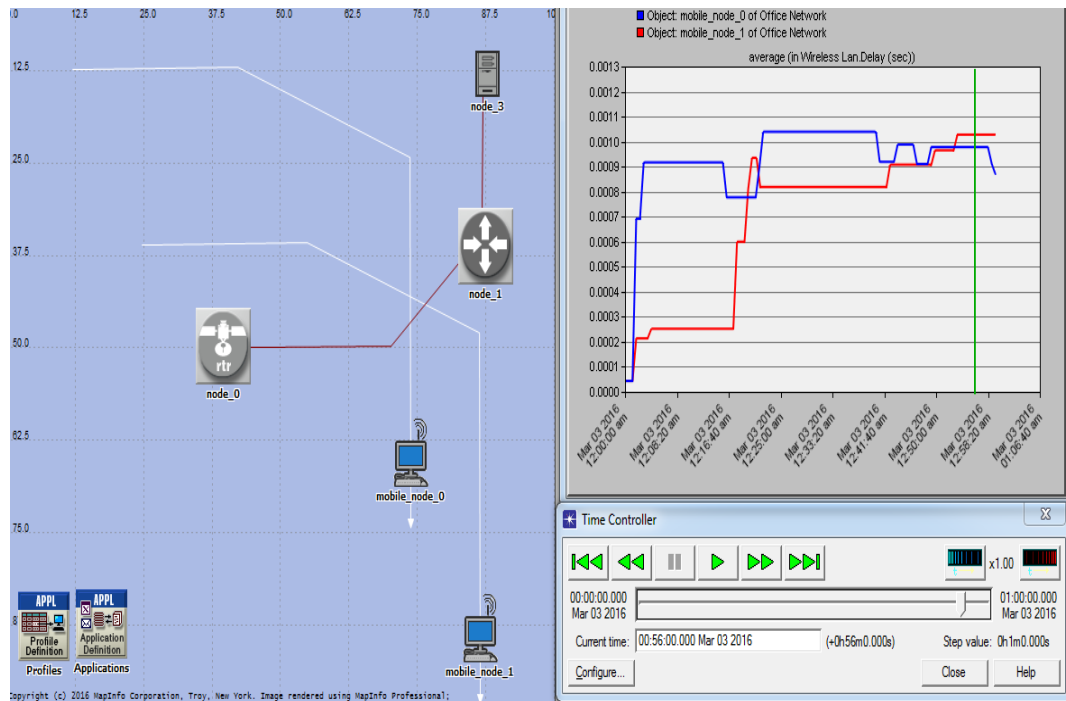 .0 12.5 25.0 37.5 50.0 62.5 75.0 87.5 10
12.5
25.0
37.5
50.0
62.5
75.0
8
node_3
node_1
rtr
node_0
mobile_node_0
mobile_node_1
APPL
Profile
Definition
Profiles
APPL
Application
Definition
Applications
Copyright (c) 2016 MapInfo Corporation, Troy, New York. Image rendered using MapInfo Professional;
Object: mobile_node_0 of Office Network
Object: mobile_node_1 of Office Network
average (in Wireless Lan.Delay (sec))
0.0013
0.0012
0.0011
0.0010
0.0009
0.0008
0.0007
0.0006
0.0005
0.0004
0.0003
0.0002
0.0001
0.0000
Mar 03 2016
12:00:00 am
Mar 03 2016
12:08:20 am
Mar 03 2016
12:16:40 am
Mar 03 2016
12:25:00 am
Mar 03 2016
12:33:20 am
Mar 03 2016
12:41:40 am
Mar 03 2016
12:50:00 am
Mar 03 2016
12:58:20 am
Mar 03 2016
01:06:40 am
Time Controller
x1.00
00:00:00.000
Mar 03 2016
01:00:00.000
Mar 03 2016
Current time: 00:56:00.000 Mar 03 2016 (+0h56m0.000s) Step value: 0h1m0.000s
Configure... Close Help